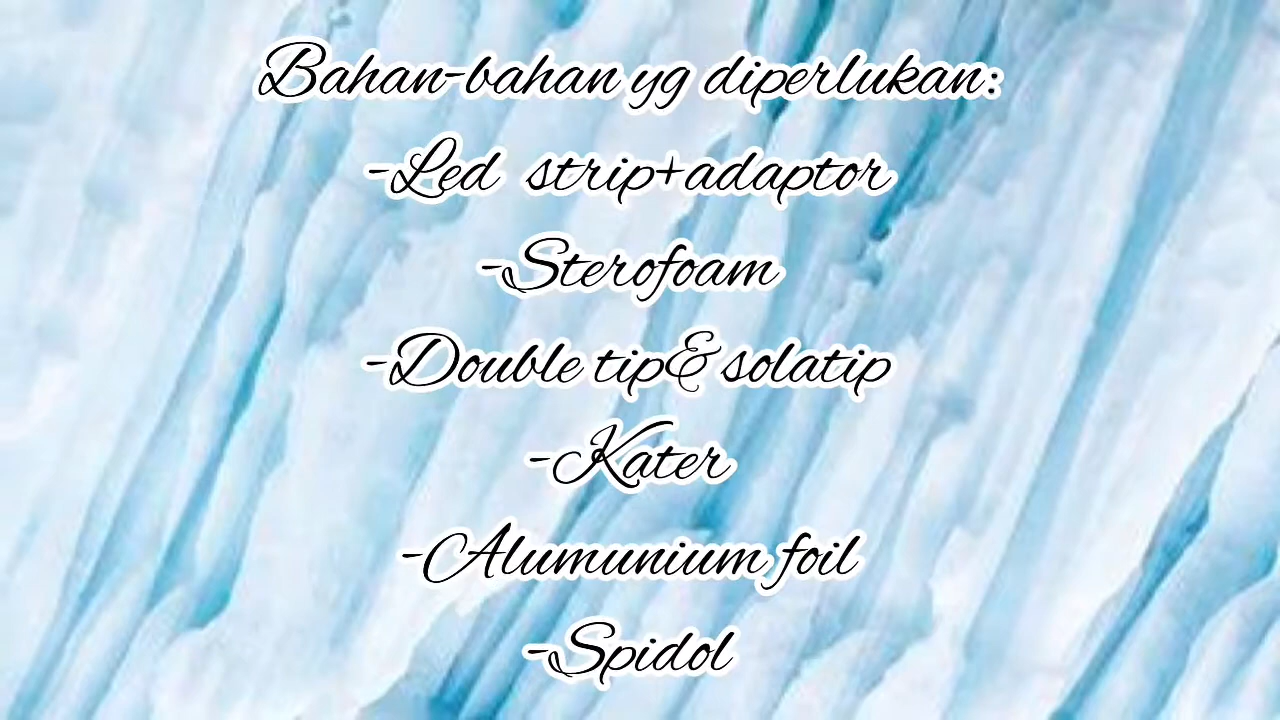 Bahan-bahan yg diperlukan:
-Led strip+adaptor
-Sterofoam
-Double tip& solatip
-Kater
-Alumunium foil
-Spidol